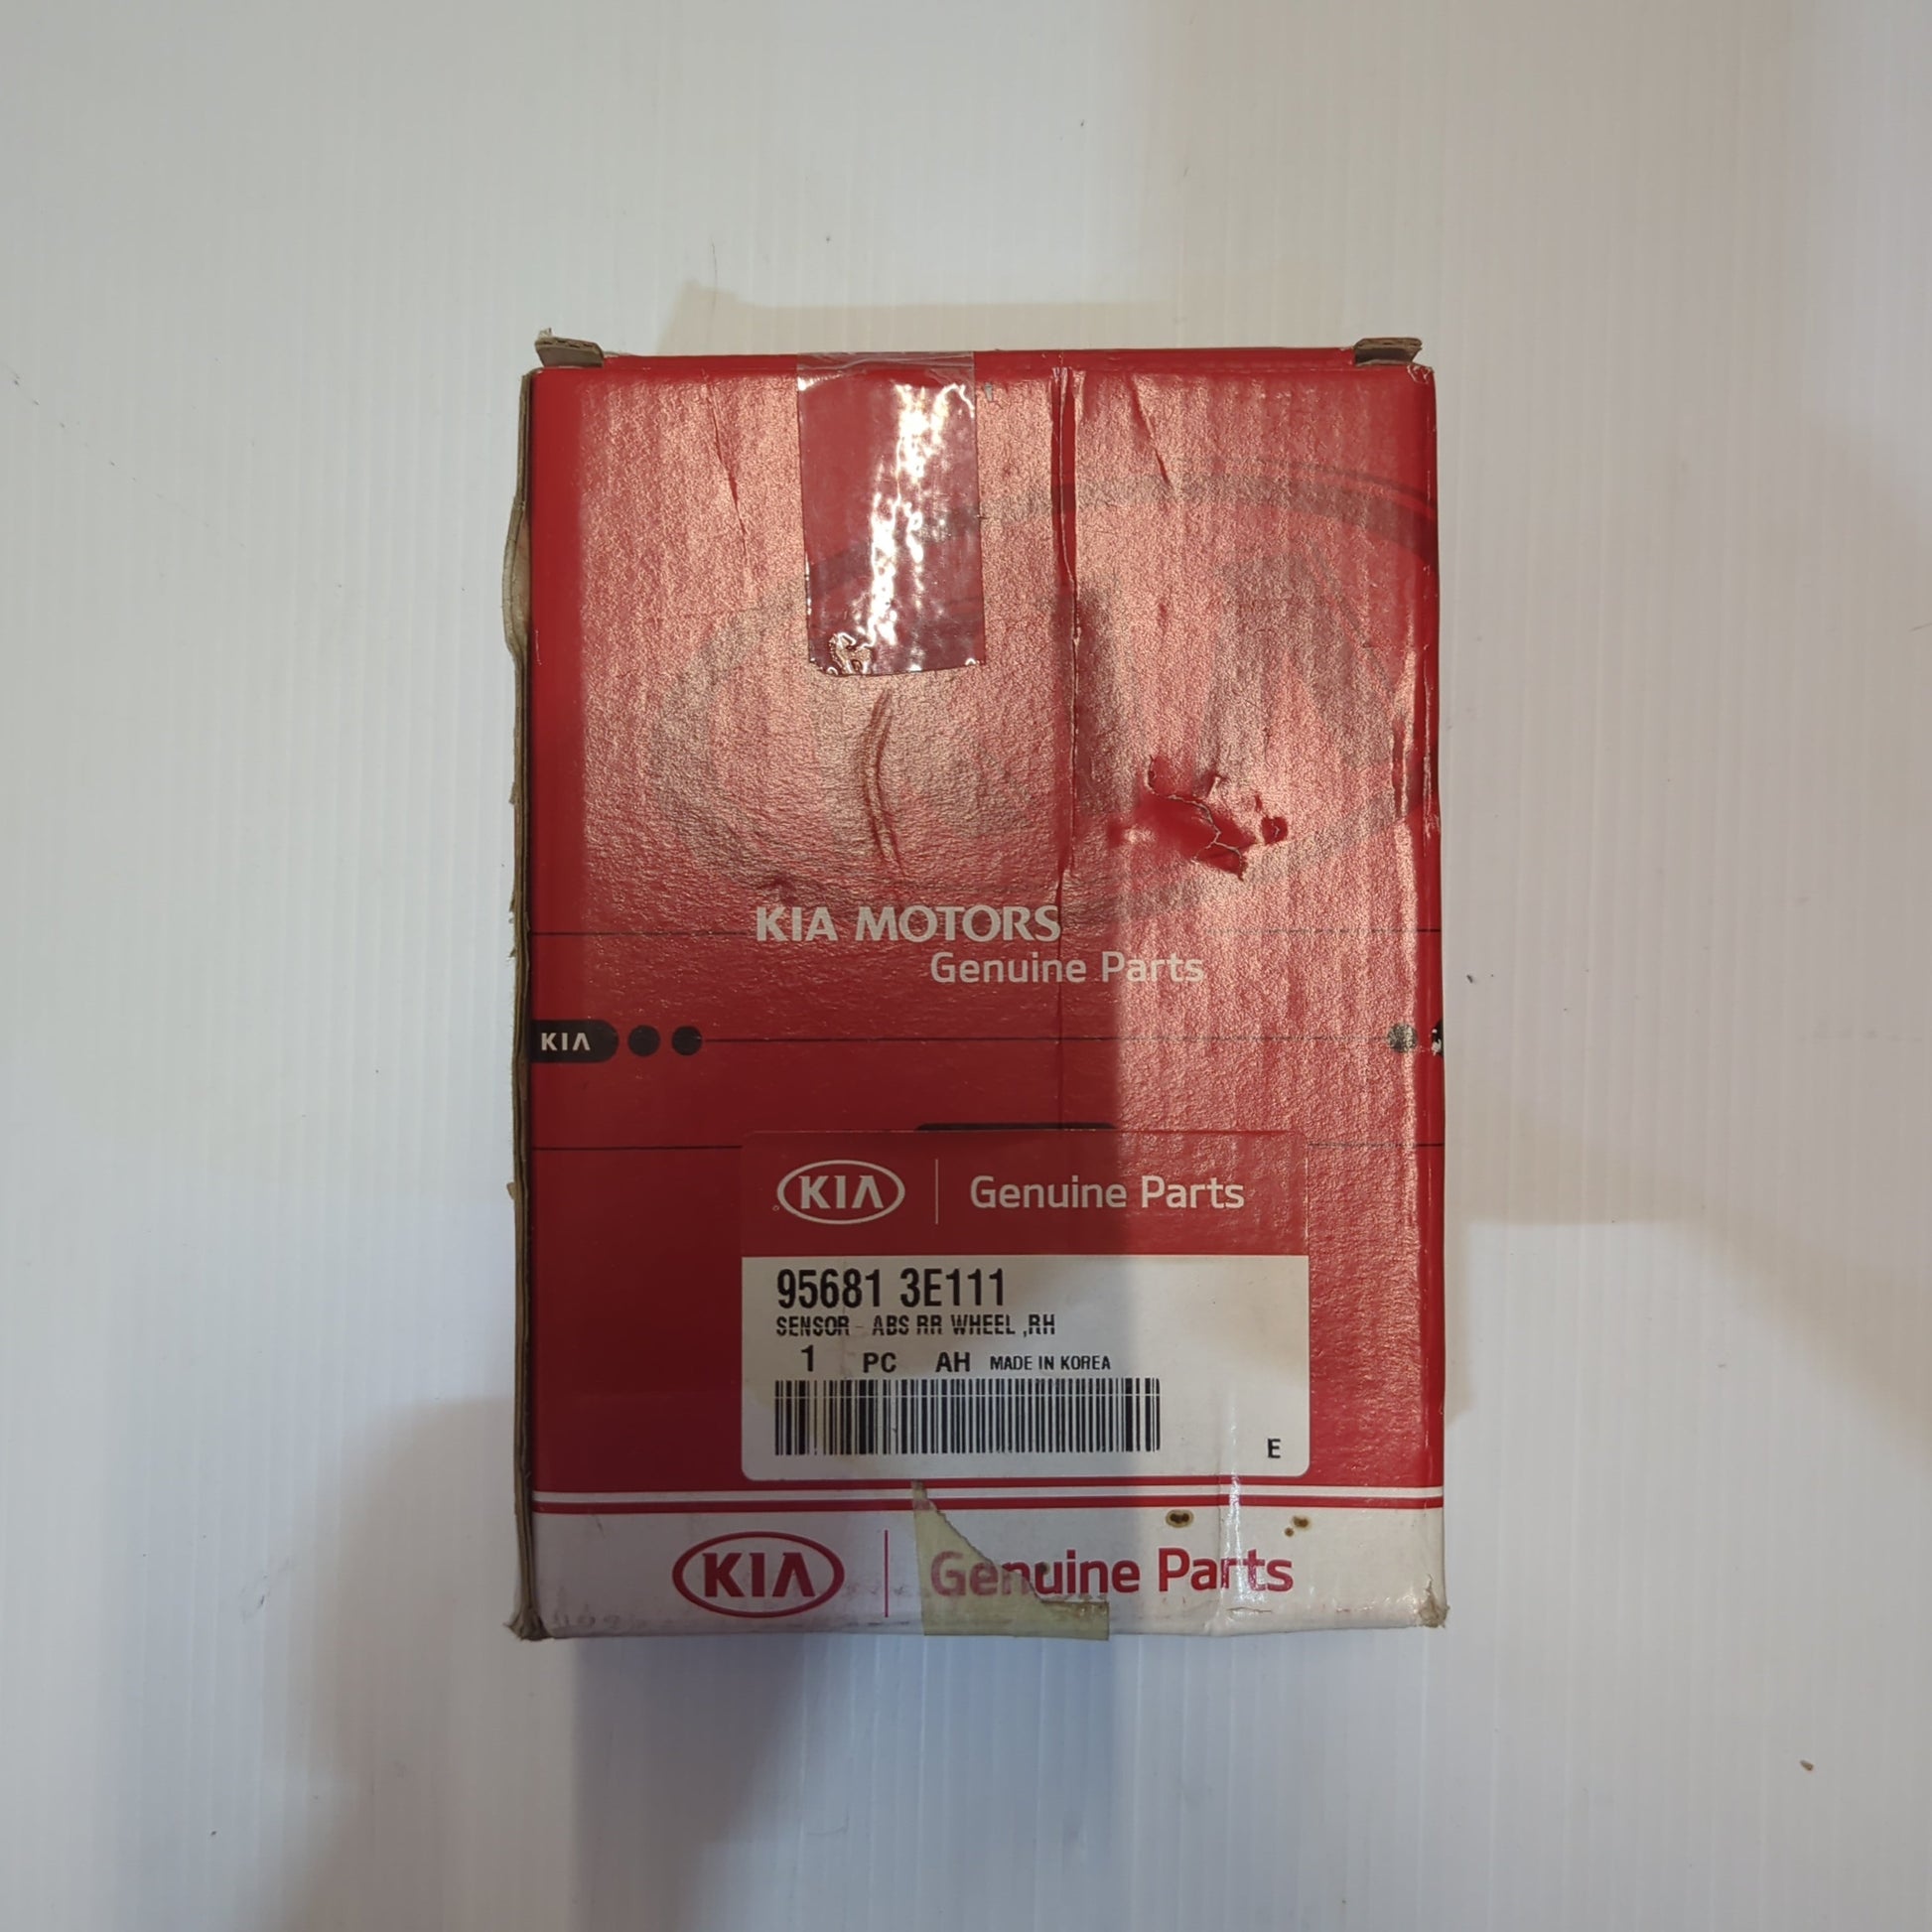 KIA MOTORS
Genuine Parts
KIA
KIA Genuine Parts
95681 3E111
SENSOR - ABS RR WHEEL ,RH
1 PC AH MADE IN KOREA
E
KIA Genuine Parts